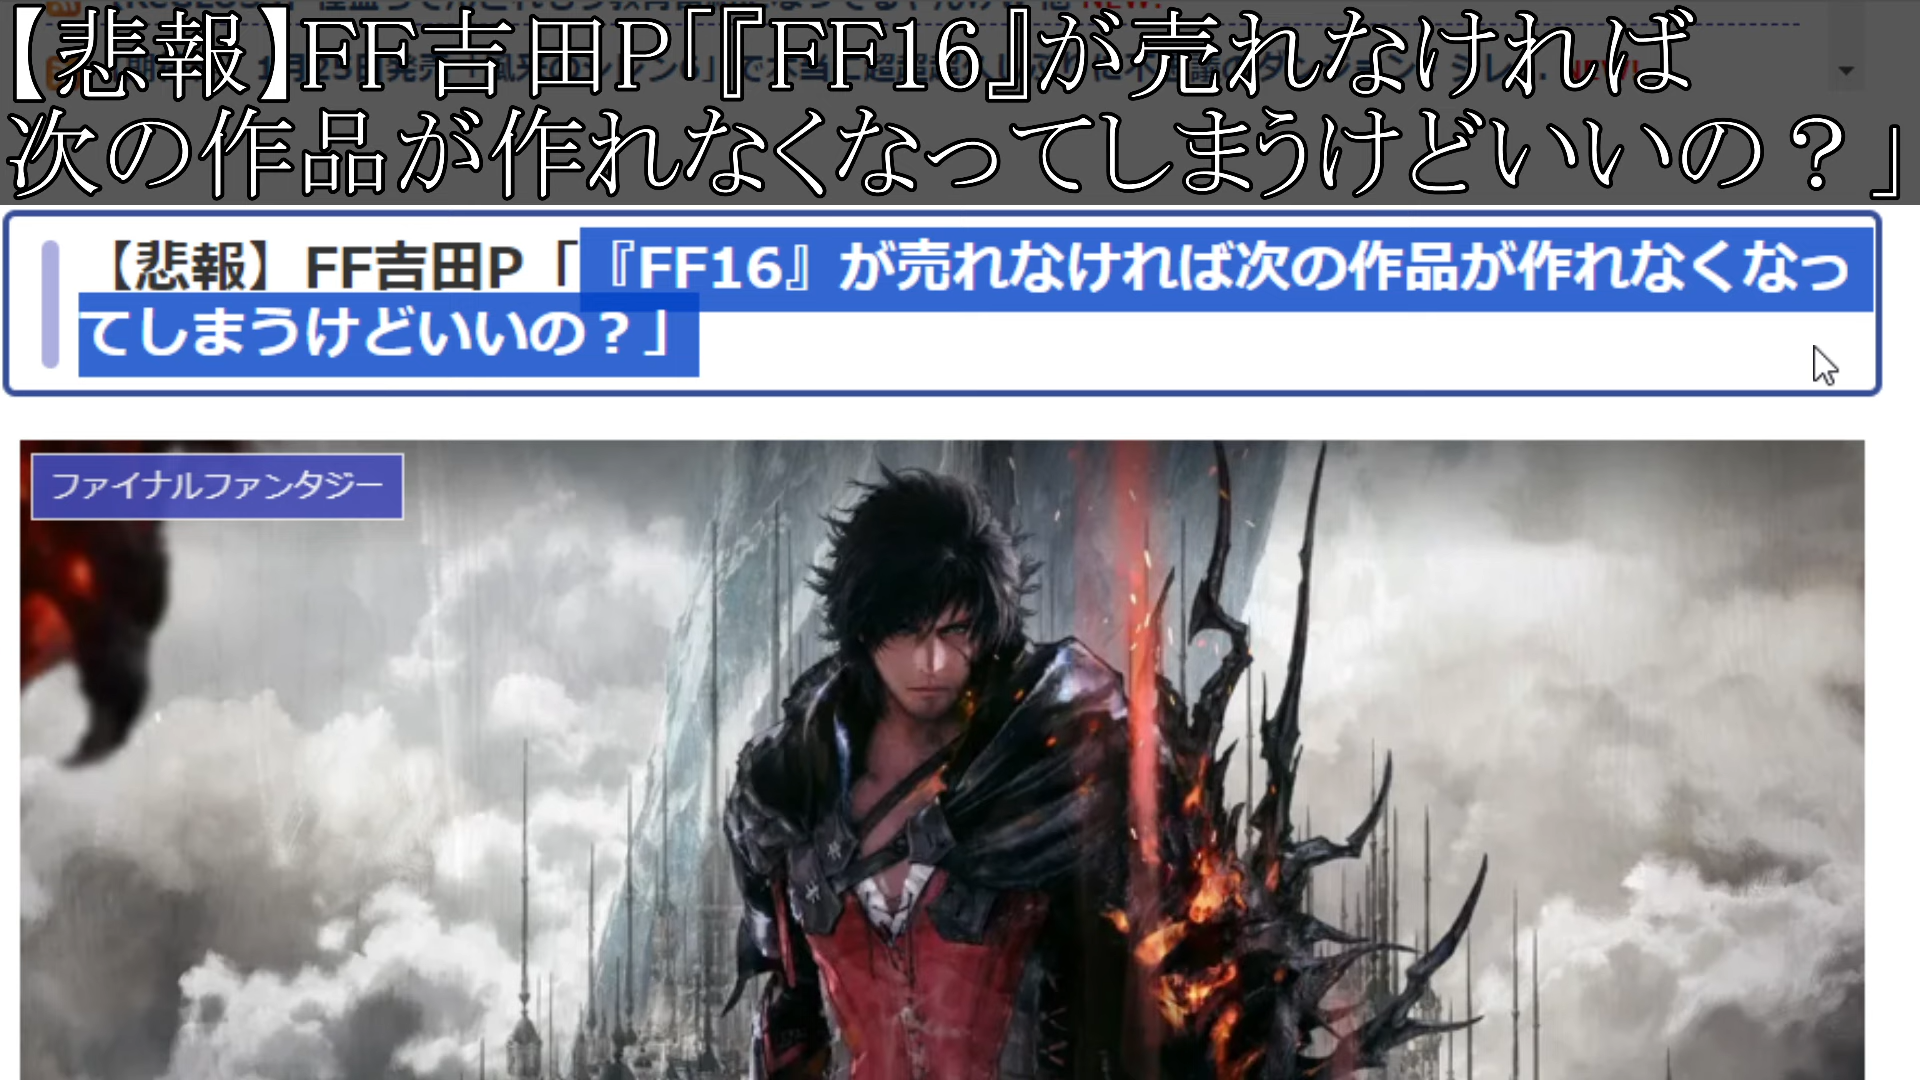 【悲報】FF吉田P「『FF16』が売れなければ
次の作品が作れなくなってしまうけどいいの？」
【悲報】FF吉田P「『FF16』が売れなければ次の作品が作れなくなっ
てしまうけどいいの？」
ファイナルファンタジー